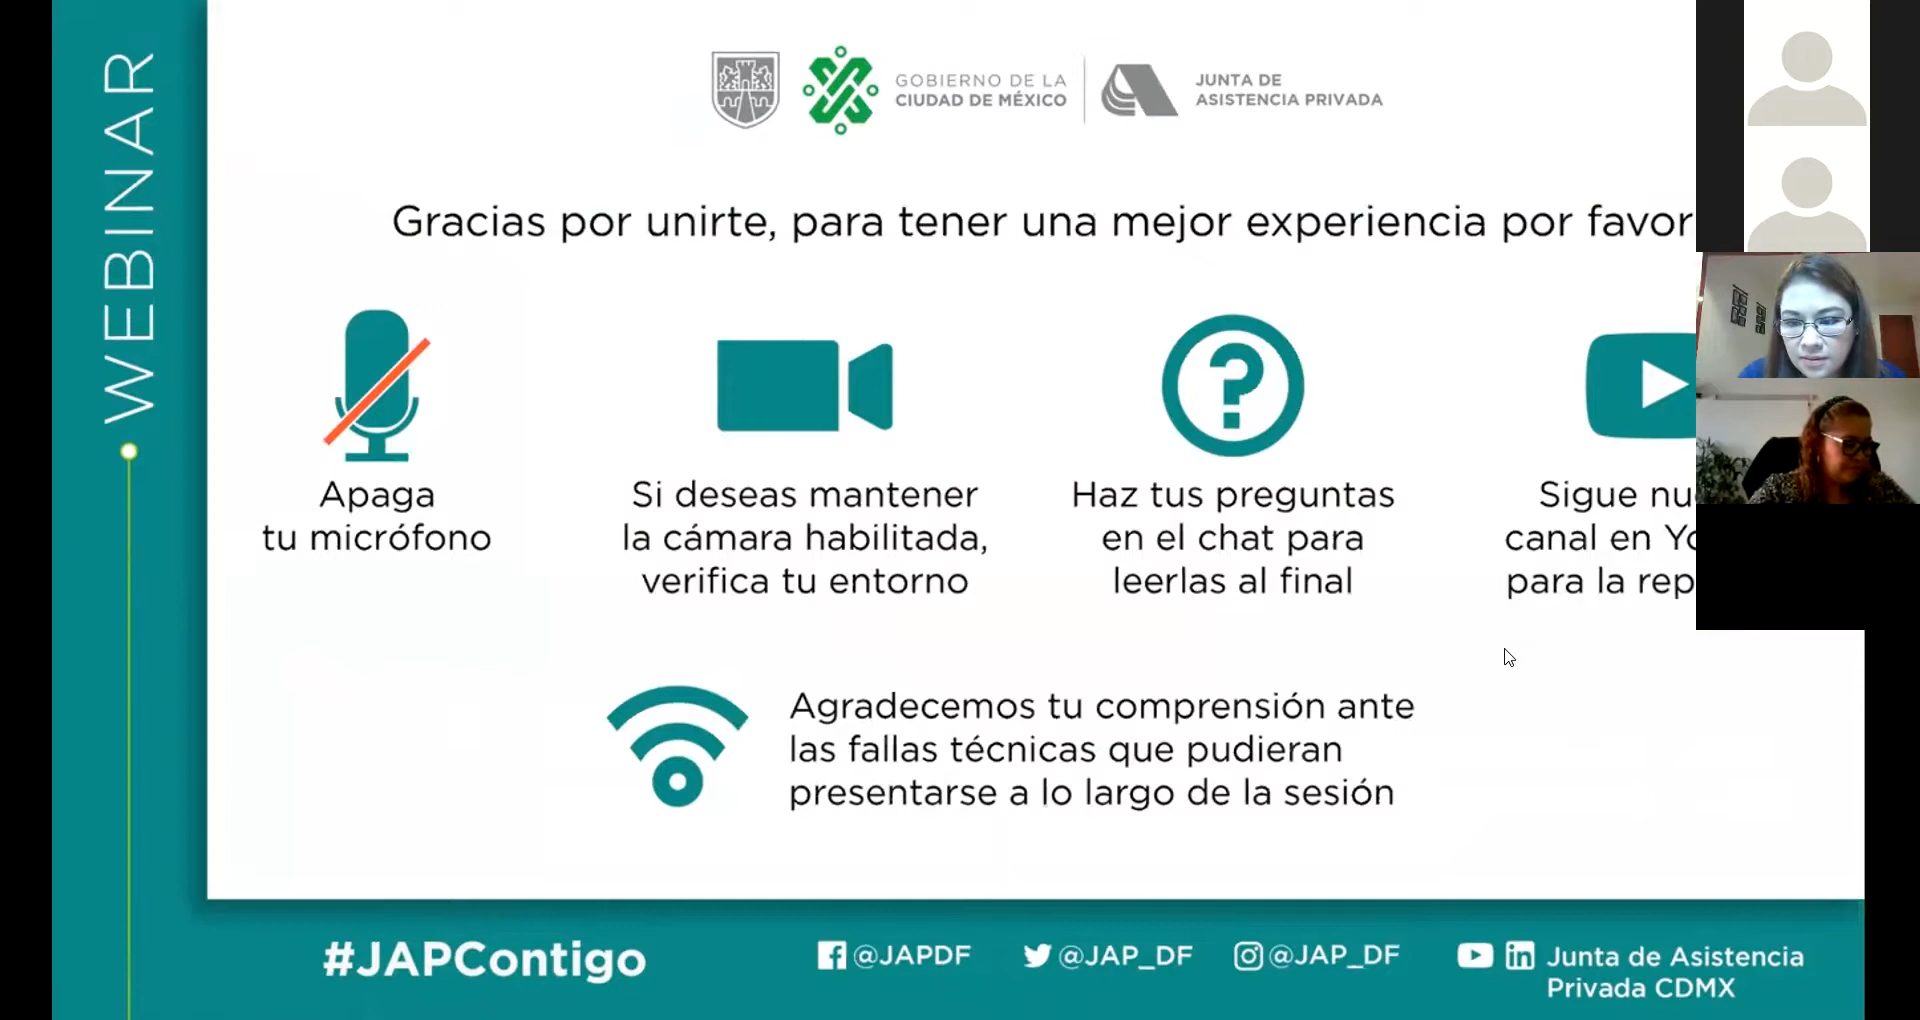 WEBINAR
GOBIERNO DE LA
CIUDAD DE MÉXICO
JUNTA DE
ASISTENCIA PRIVADA
Gracias por unirte, para tener una mejor experiencia por favor
Apaga
tu micrófono
Si deseas mantener
la cámara habilitada,
verifica tu entorno
Haz tus preguntas
en el chat para
leerlas al final
Sigue
canal en
para la
Agradecemos tu comprensión ante
las fallas técnicas que pudieran
presentarse a lo largo de la sesión
#JAPContigo
@JAPDF
@JAP_DF
@JAP_DF
Junta de Asistencia
Privada CDMX